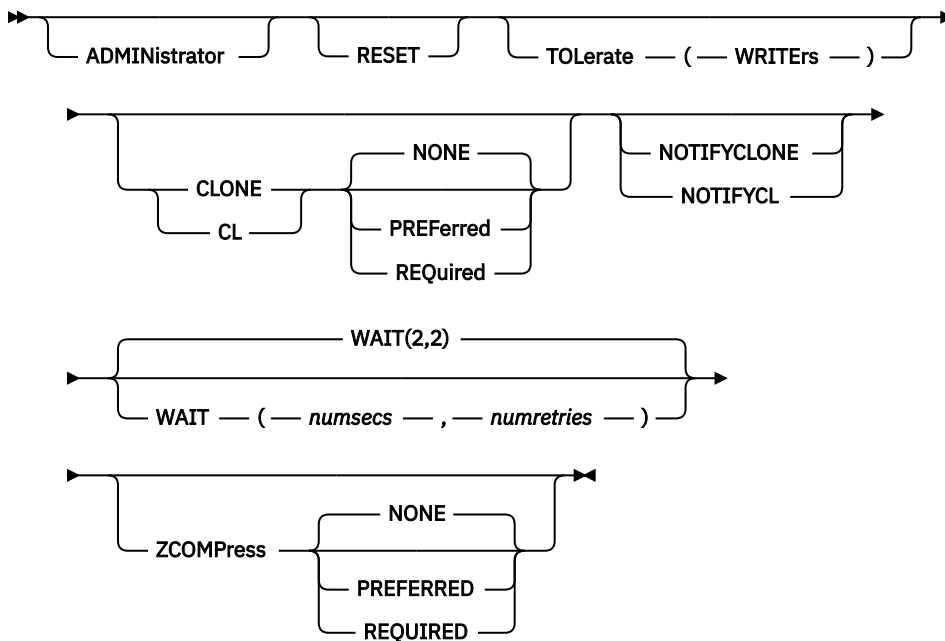 ADMINistrator RESET TOLerate ( WRITErs )
NONE
NOTIFYCLONE
CLONE
NOTIFYCL
PREFerred
CL
REQuired
WAIT(2,2)
WAIT ( numsecs , numretries )
NONE
ZCOMPress
PREFERRED
REQUIRED